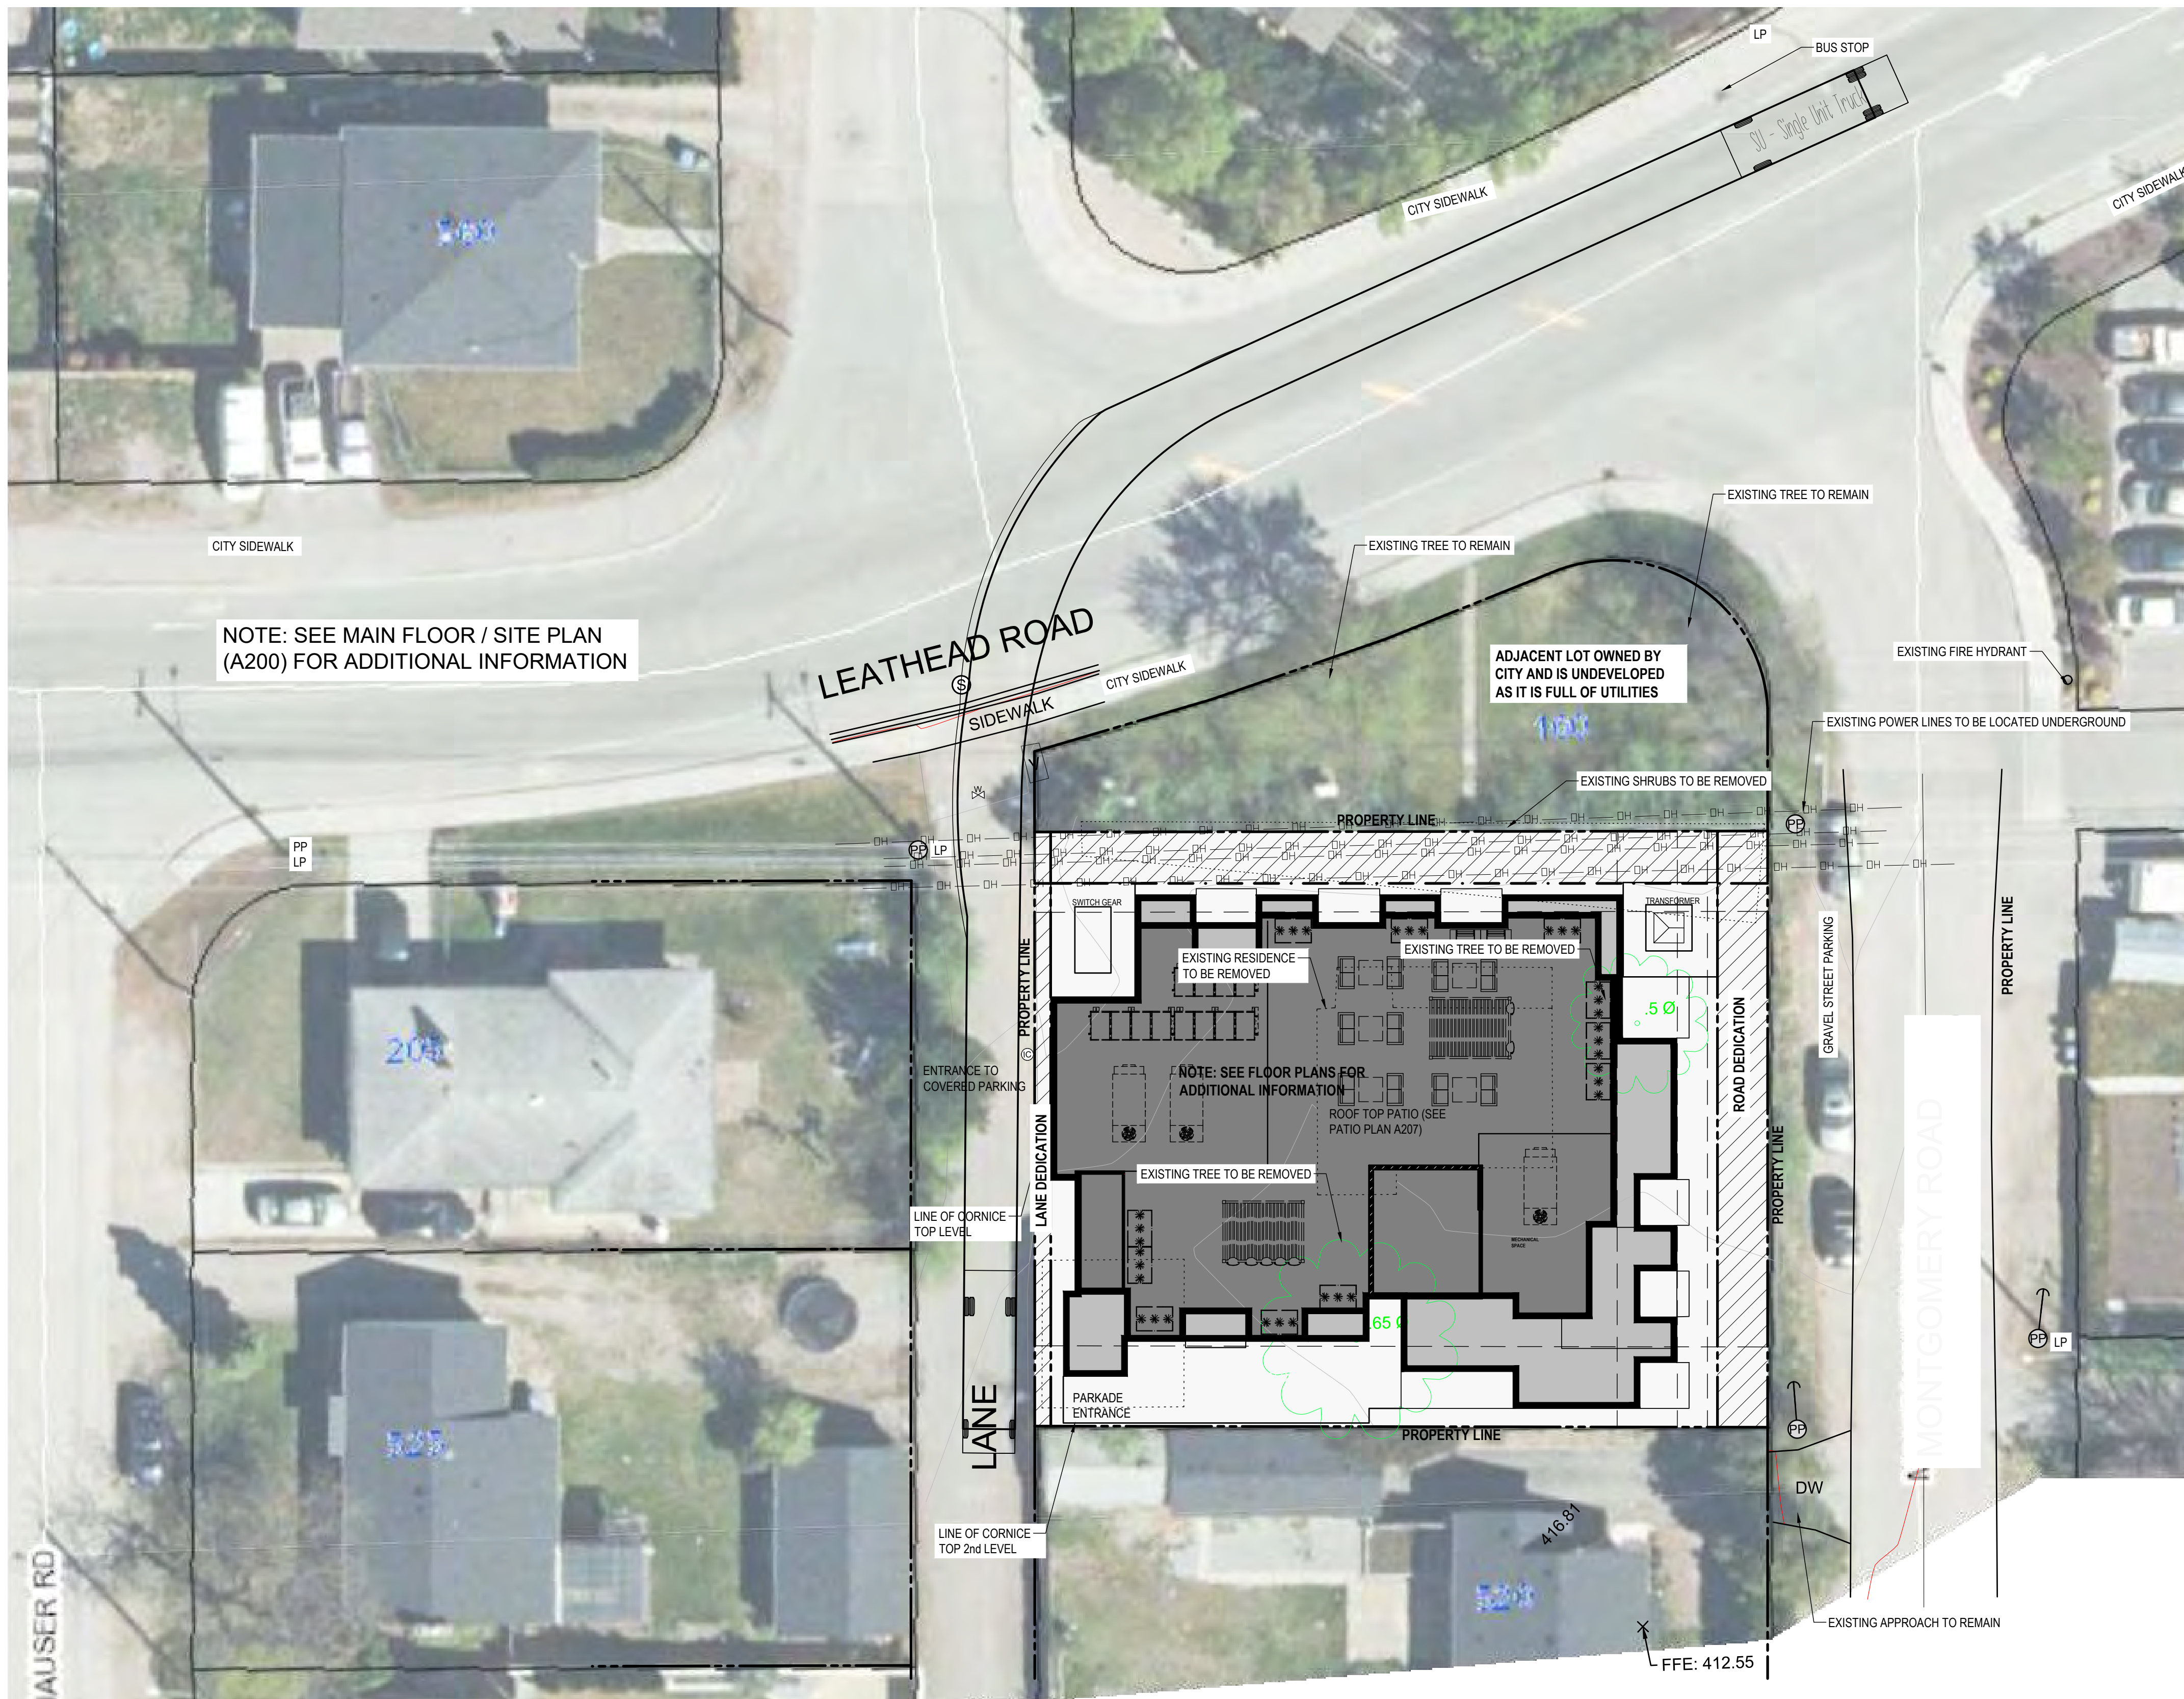 LP
BUS STOP
SU - Single Unit Truck
CITY SIDEWALK
CITY SIDEWALK
EXISTING TREE TO REMAIN
EXISTING TREE TO REMAIN
CITY SIDEWALK
NOTE: SEE MAIN FLOOR / SITE PLAN
(A200) FOR ADDITIONAL INFORMATION
LEATHEAD ROAD
S
CITY SIDEWALK
SIDEWALK
ADJACENT LOT OWNED BY
CITY AND IS UNDEVELOPED
AS IT IS FULL OF UTILITIES
EXISTING FIRE HYDRANT
EXISTING POWER LINES TO BE LOCATED UNDERGROUND
EXISTING SHRUBS TO BE REMOVED
W
PROPERTY LINE
PP
PP
LP
PP
LP
SWITCH GEAR
TRANSFORMER
EXISTING TREE TO BE REMOVED
EXISTING RESIDENCE
TO BE REMOVED
PROPERTY LINE
PROPERTY LINE
GRAVEL STREET PARKING
ROAD DEDICATION
.5 Ø
IC
ENTRANCE TO
COVERED PARKING
NOTE: SEE FLOOR PLANS FOR
ADDITIONAL INFORMATION
ROOF TOP PATIO (SEE
PATIO PLAN A207)
EXISTING TREE TO BE REMOVED
LANE DEDICATION
PROPERTY LINE
LINE OF CORNICE
TOP LEVEL
MECHANICAL
SPACE
MONTGOMERY ROAD
.65 Ø
PP
LP
PARKADE
ENTRANCE
LANE
PROPERTY LINE
PP
DW
416.81
LINE OF CORNICE
TOP 2nd LEVEL
EXISTING APPROACH TO REMAIN
FFE: 412.55
HAUSER RD